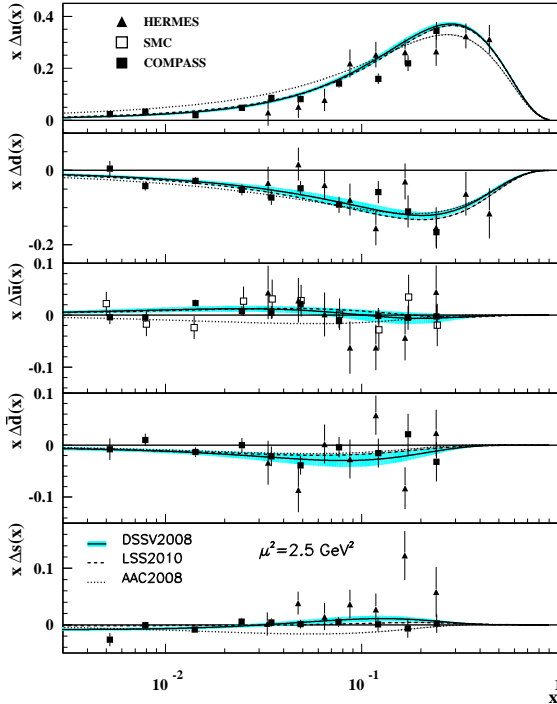 HERMES
SMC
COMPASS
x Δu(x)
0.4
0.2
0
x Δd(x)
0
-0.2
x Δū(x)
0.1
0
-0.1
x Δd̄(x)
0.1
0
-0.1
x Δs(x)
DSSV2008
LSS2010
AAC2008
μ²=2.5 GeV²
0.1
0
10⁻²
10⁻¹
1
x